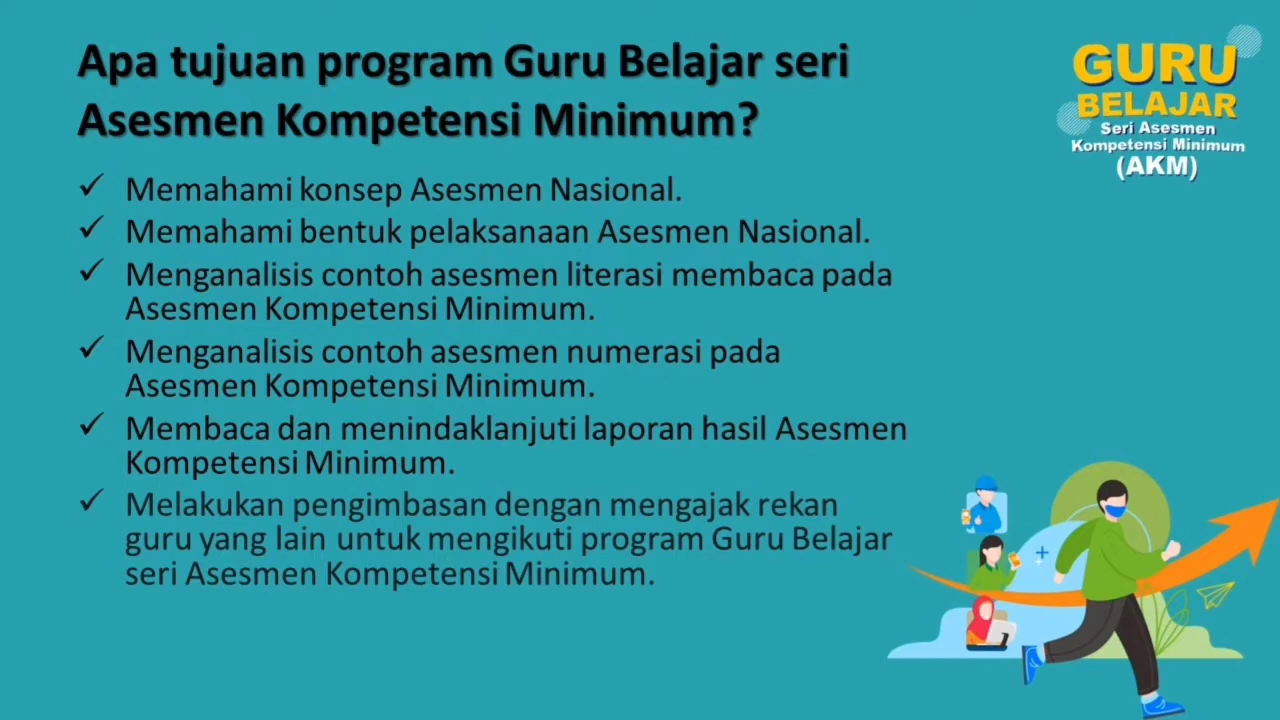 Apa tujuan program Guru Belajar seri
Asesmen Kompetensi Minimum?
GURU
BELAJAR
Seri Asesmen
Kompetensi Minimum
(AKM)
✓ Memahami konsep Asesmen Nasional.
✓ Memahami bentuk pelaksanaan Asesmen Nasional.
✓ Menganalisis contoh asesmen literasi membaca pada
Asesmen Kompetensi Minimum.
✓ Menganalisis contoh asesmen numerasi pada
Asesmen Kompetensi Minimum.
✓ Membaca dan menindaklanjuti laporan hasil Asesmen
Kompetensi Minimum.
✓ Melakukan pengimbasan dengan mengajak rekan
guru yang lain untuk mengikuti program Guru Belajar
seri Asesmen Kompetensi Minimum.